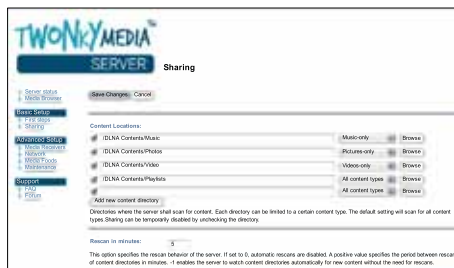 TWONKYMEDIA
SERVER
Sharing
Server status
Media Browser
Save Changes Cancel
Basic Setup
First steps
Sharing
Advanced Setup
Media Receivers
Network
Media Feeds
Maintenance
Support
FAQ
Forum
Content Locations:
/DLNA Contents/Music Music-only Browse
/DLNA Contents/Photos Pictures-only Browse
/DLNA Contents/Video Videos-only Browse
/DLNA Contents/Playlists All content types Browse
All content types Browse
Add new content directory
Directories where the server shall scan for content. Each directory can be limited to a certain content type. The default setting will scan for all content
types.Sharing can be temporarily disabled by unchecking the directory.
Rescan in minutes: 5
This option specifies the rescan behavior of the server. If set to 0, automatic rescans are disabled. A positive value specifies the period between rescans
of content directories in minutes. -1 enables the server to watch content directories automatically for new content without the need for rescans.